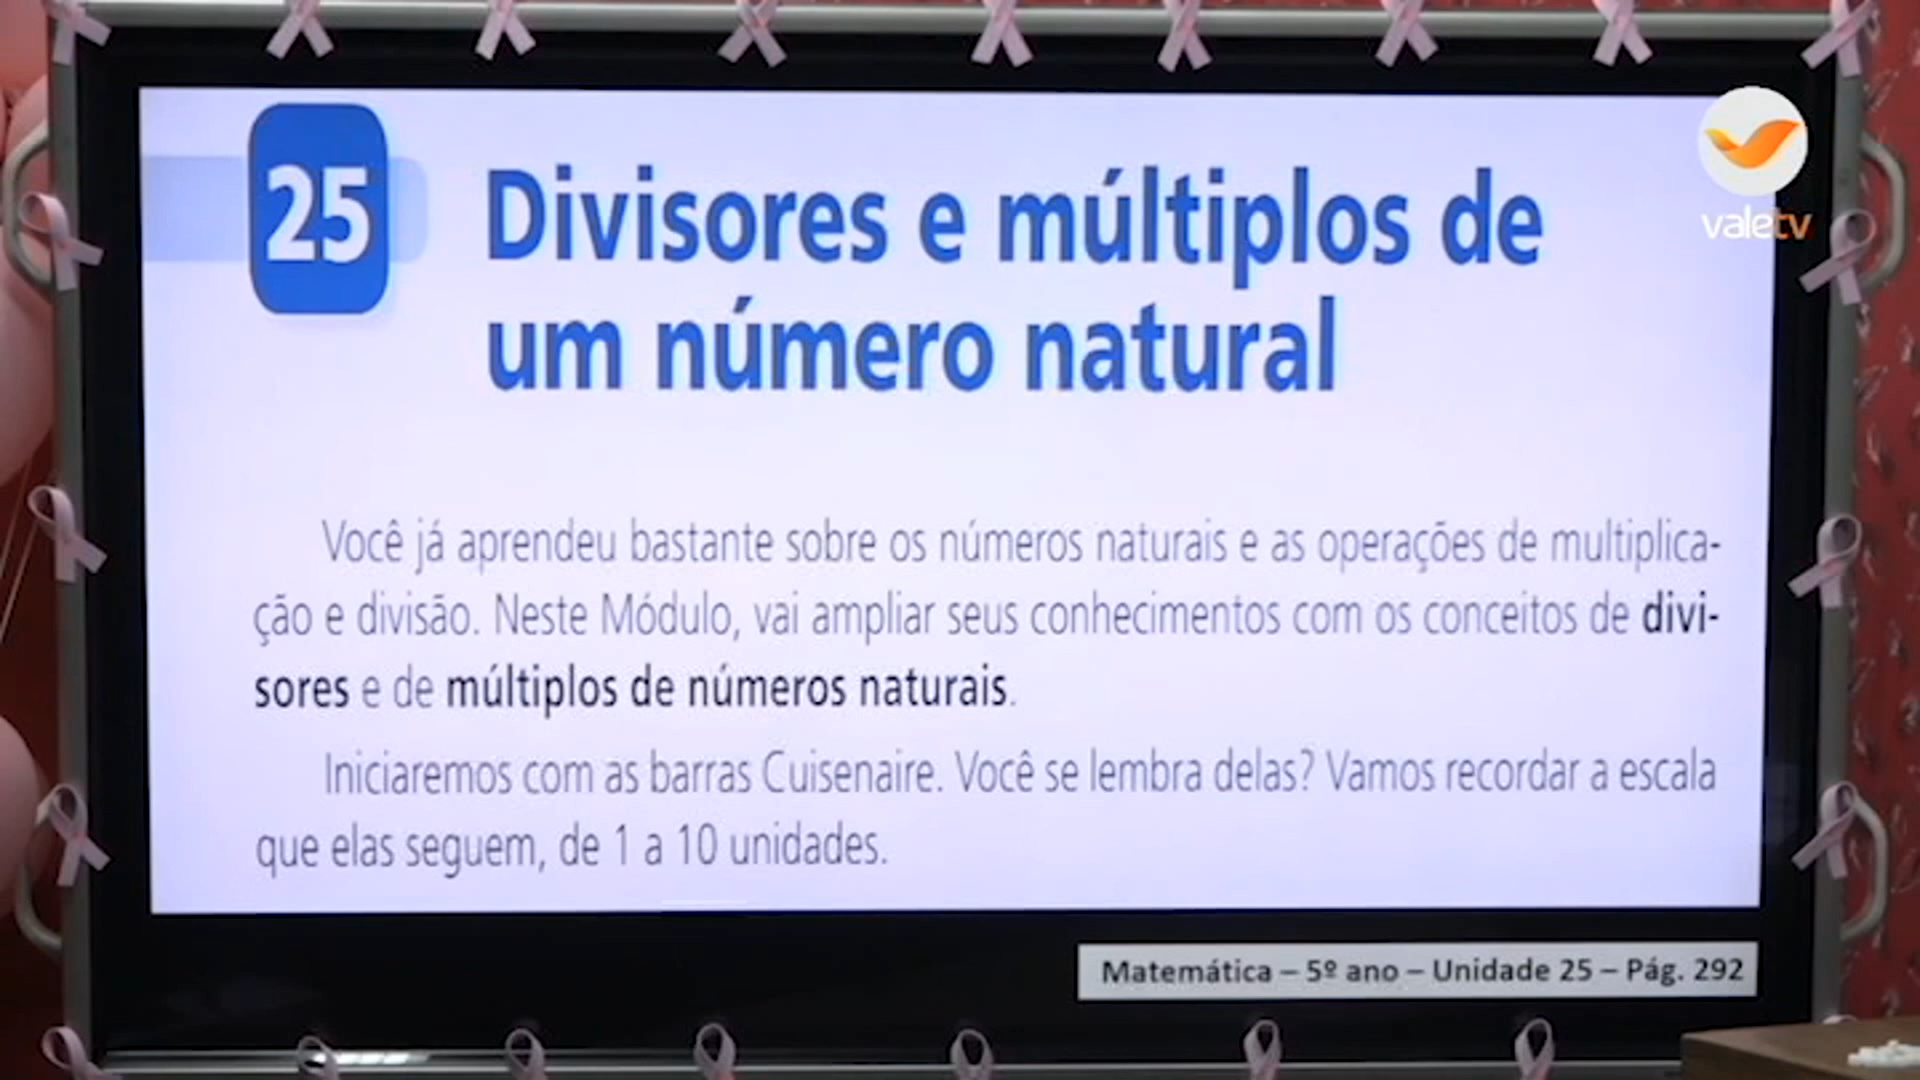 25
Divisores e múltiplos de
um número natural
valetv
Você já aprendeu bastante sobre os números naturais e as operações de multiplica-
ção e divisão. Neste Módulo, vai ampliar seus conhecimentos com os conceitos de divi-
sores e de múltiplos de números naturais.
Iniciaremos com as barras Cuisenaire. Você se lembra delas? Vamos recordar a escala
que elas seguem, de 1 a 10 unidades.
Matemática – 5º ano – Unidade 25 – Pág. 292